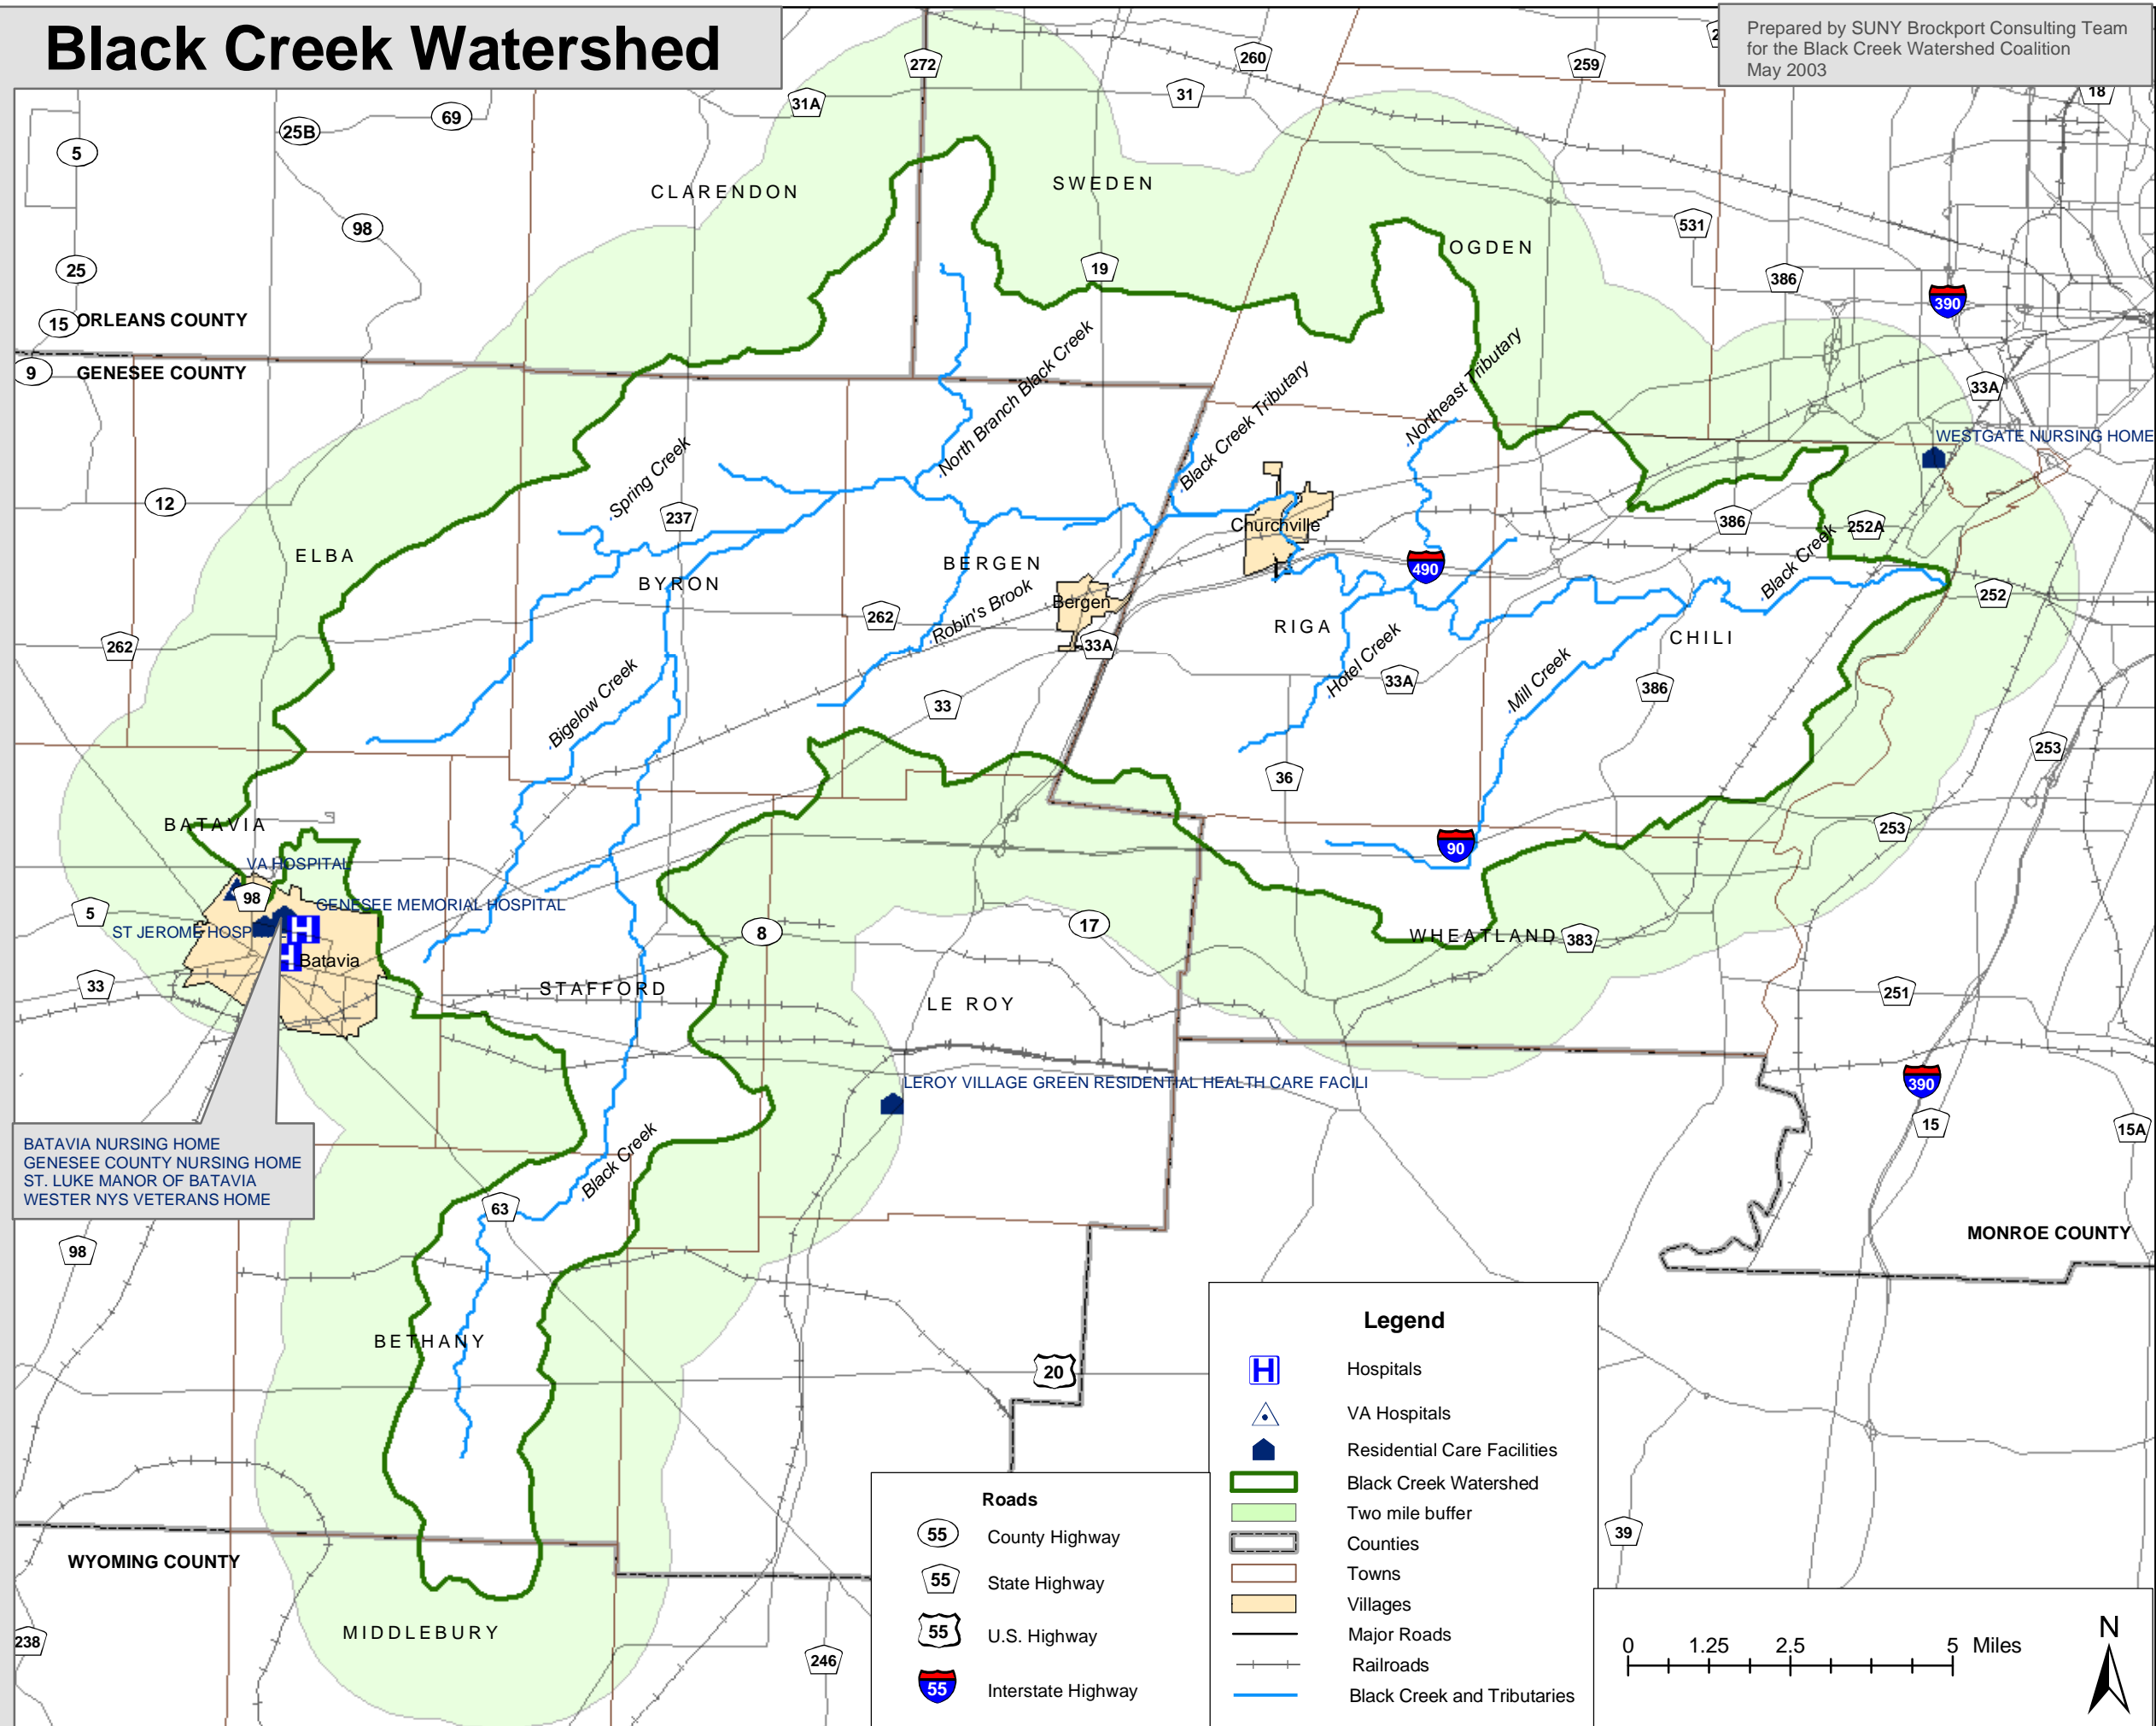 Black Creek Watershed
Prepared by SUNY Brockport Consulting Team
for the Black Creek Watershed Coalition
May 2003
272
260
259
31A
31
18
69
25B
5
98
CLARENDON
SWEDEN
OGDEN
531
25
19
386
390
15
ORLEANS COUNTY
9
GENESEE COUNTY
33A
North Branch Black Creek
Black Creek Tributary
Northeast Tributary
WESTGATE NURSING HOME
Spring Creek
12
237
Churchville
386
252A
ELBA
BYRON
BERGEN
490
Black Creek
Bergen
Robin's Brook
252
262
262
RIGA
CHILI
33A
Hotel Creek
33A
Mill Creek
386
Bigelow Creek
33
253
36
BATAVIA
253
90
VA HOSPITAL
98
GENESEE MEMORIAL HOSPITAL
5
ST JEROME HOSP
H
H
Batavia
8
17
WHEATLAND
383
33
STAFFORD
LE ROY
251
LEROY VILLAGE GREEN RESIDENTIAL HEALTH CARE FACILI
390
15
15A
BATAVIA NURSING HOME
GENESEE COUNTY NURSING HOME
ST. LUKE MANOR OF BATAVIA
WESTER NYS VETERANS HOME
Black Creek
63
98
MONROE COUNTY
BETHANY
20
39
WYOMING COUNTY
MIDDLEBURY
238
246
Roads
55 County Highway
55 State Highway
55 U.S. Highway
55 Interstate Highway
Legend
H Hospitals
VA Hospitals
Residential Care Facilities
Black Creek Watershed
Two mile buffer
Counties
Towns
Villages
Major Roads
Railroads
Black Creek and Tributaries
0 1.25 2.5 5 Miles
N